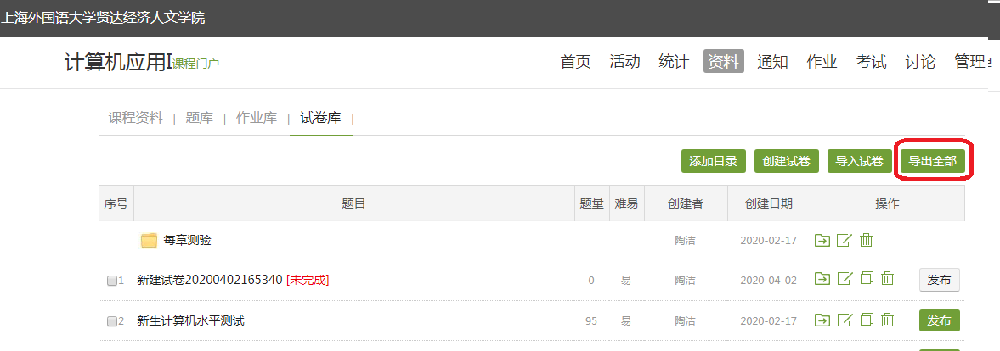 上海外国语大学贤达经济人文学院
计算机应用I课程门户 首页 活动 统计 资料 通知 作业 考试 讨论 管理
课程资料 | 题库 | 作业库 | 试卷库 |
添加目录 创建试卷 导入试卷 导出全部
序号 题目 题量 难易 创建者 创建日期 操作
每章测验 陶洁 2020-02-17
1 新建试卷20200402165340 [未完成] 0 易 陶洁 2020-04-02 发布
2 新生计算机水平测试 95 易 陶洁 2020-02-17 发布